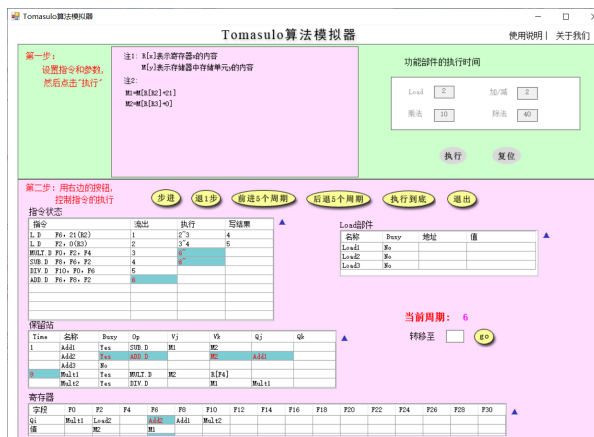 Tomasulo算法模拟器
Tomasulo算法模拟器
使用说明| 关于我们
第一步:
设置指令和参数,
然后点击"执行"
注1: R[x]表示寄存器x的内容
M[y]表示存储器中存储单元y的内容
注2:
M1=M[R[R2]+21]
M2=M[R[R3]+0]
功能部件的执行时间
Load 2 加/减 2
乘法 10 除法 40
执行 复位
第二步: 用右边的按钮,
控制指令的执行
步进 退1步 前进5个周期 后退5个周期 执行到底 退出
指令状态
指令 流出 执行 写结果
L.D F6, 21(R2) 1 2~3 4
L.D F2, 0(R3) 2 3~4 5
MULT.D F0, F2, F4 3 6~
SUB.D F8, F6, F2 4 6~
DIV.D F10, F0, F6 5
ADD.D F6, F8, F2 6
Load部件
名称 Busy 地址 值
Load1 No
Load2 No
Load3 No
当前周期: 6
转移至 go
保留站
Time 名称 Busy Op Vj Vk Qj Qk
1 Add1 Yes SUB.D M1 M2
Add2 Yes ADD.D M2 Add1
Add3 No
9 Mult1 Yes MULT.D M2 R[F4]
Mult2 Yes DIV.D M1 Mult1
寄存器
字段 F0 F2 F4 F6 F8 F10 F12 F14 F16 F18 F20 F22 F24 F26 F28 F30
Qi Mult1 Load2 Add2 Add1 Mult2
值 M2 M1